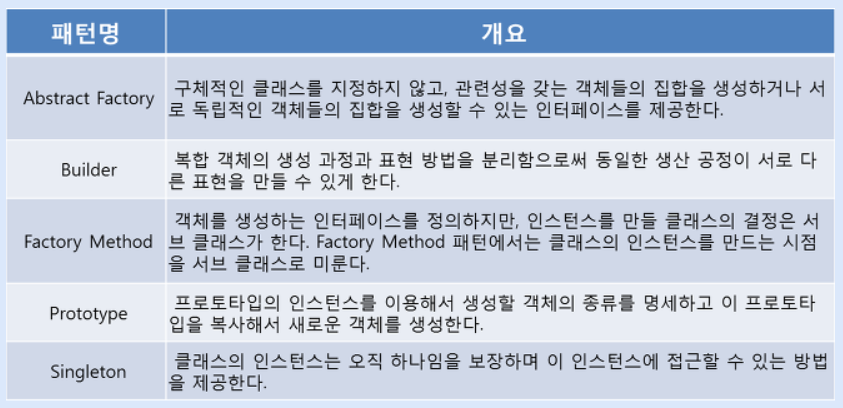 패턴명 개요
Abstract Factory
구체적인 클래스를 지정하지 않고, 관련성을 갖는 객체들의 집합을 생성하거나 서
로 독립적인 객체들의 집합을 생성할 수 있는 인터페이스를 제공한다.
Builder
복합 객체의 생성 과정과 표현 방법을 분리함으로써 동일한 생산 공정이 서로 다
른 표현을 만들 수 있게 한다.
Factory Method
객체를 생성하는 인터페이스를 정의하지만, 인스턴스를 만들 클래스의 결정은 서
브 클래스가 한다. Factory Method 패턴에서는 클래스의 인스턴스를 만드는 시점
을 서브 클래스로 미룬다.
Prototype
프로토타입의 인스턴스를 이용해서 생성할 객체의 종류를 명세하고 이 프로토타
입을 복사해서 새로운 객체를 생성한다.
Singleton
클래스의 인스턴스는 오직 하나임을 보장하며 이 인스턴스에 접근할 수 있는 방법
을 제공한다.